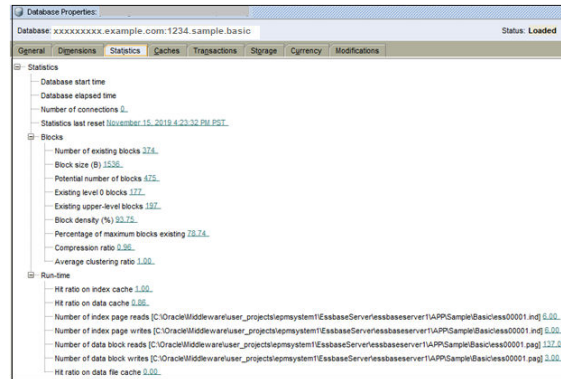 Database Properties:
Database: xxxxxxxxx.example.com:1234.sample.basic Status: Loaded
General Dimensions Statistics Caches Transactions Storage Currency Modifications
Statistics
Database start time
Database elapsed time
Number of connections 0
Statistics last reset November 15, 2019 4:23:32 PM PST
Blocks
Number of existing blocks 374
Block size (B) 1536
Potential number of blocks 475
Existing level 0 blocks 177
Existing upper-level blocks 197
Block density (%) 93.75
Percentage of maximum blocks existing 78.74
Compression ratio 0.96
Average clustering ratio 1.00
Run-time
Hit ratio on index cache 1.00
Hit ratio on data cache 0.86
Number of index page reads [C:\Oracle\Middleware\user_projects\epmsystem1\EssbaseServer\essbaseserver1\APP\Sample\Basic\ess00001.ind] 6.00
Number of index page writes [C:\Oracle\Middleware\user_projects\epmsystem1\EssbaseServer\essbaseserver1\APP\Sample\Basic\ess00001.ind] 6.00
Number of data block reads [C:\Oracle\Middleware\user_projects\epmsystem1\EssbaseServer\essbaseserver1\APP\Sample\Basic\ess00001.pag] 137.0
Number of data block writes [C:\Oracle\Middleware\user_projects\epmsystem1\EssbaseServer\essbaseserver1\APP\Sample\Basic\ess00001.pag] 3.00
Hit ratio on data file cache 0.00